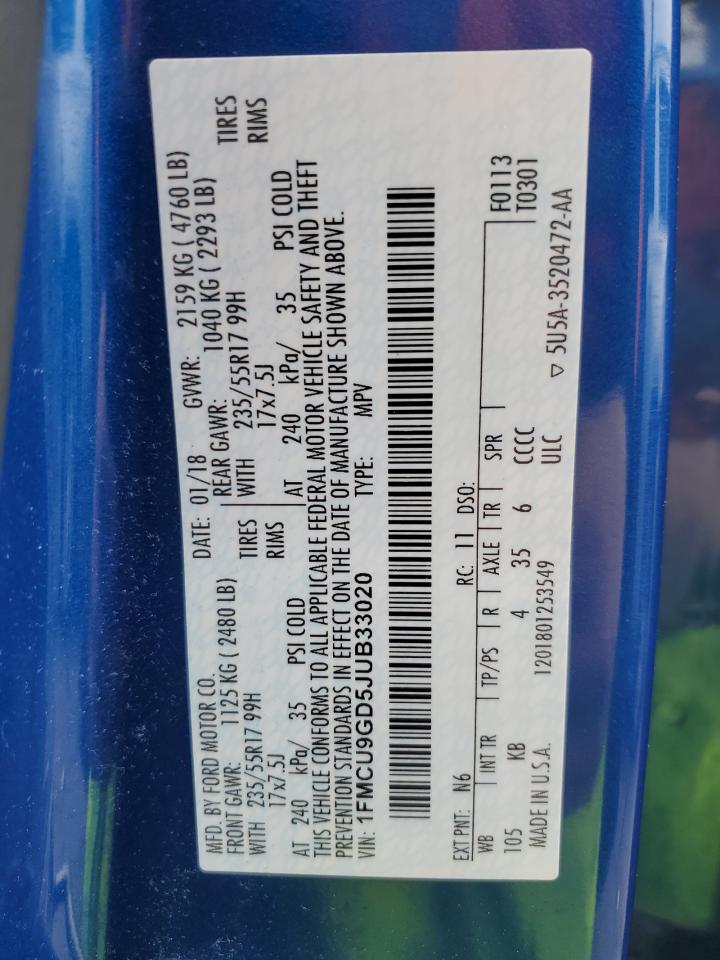 MFD. BY FORD MOTOR CO. DATE: 01/18 GVWR: 2159 KG ( 4760 LB)
FRONT GAWR: 1125 KG ( 2480 LB) REAR GAWR: 1040 KG ( 2293 LB)
WITH 235/55R17 99H TIRES WITH 235/55R17 99H TIRES
17x7.5J RIMS 17x7.5J RIMS
AT 240 kPa/ 35 PSI COLD AT 240 kPa/ 35 PSI COLD
THIS VEHICLE CONFORMS TO ALL APPLICABLE FEDERAL MOTOR VEHICLE SAFETY AND THEFT
PREVENTION STANDARDS IN EFFECT ON THE DATE OF MANUFACTURE SHOWN ABOVE.
VIN: 1FMCU9GD5JUB33020 TYPE: MPV
EXT PNT: N6 RC: 11 DSO:
WB INT TR TP/PS R AXLE TR SPR F0113
105 KB 4 35 6 CCCC T0301
1201801253549 ULC
MADE IN U.S.A. ▽ 5U5A-3520472-AA